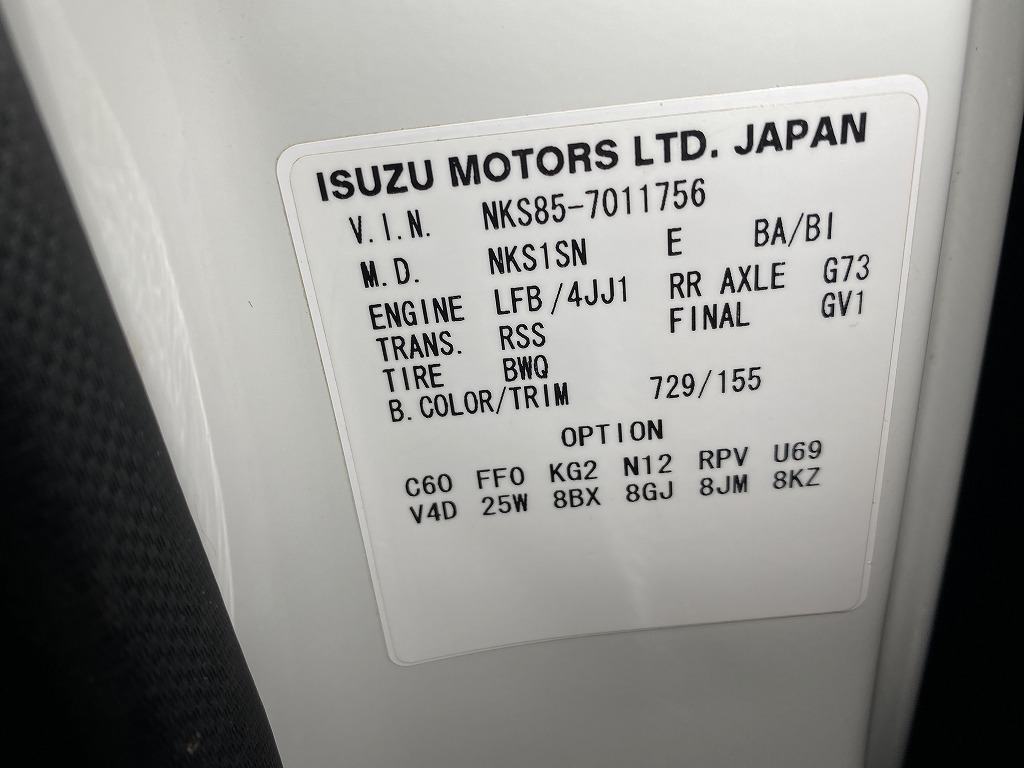 ISUZU MOTORS LTD. JAPAN
V.I.N. NKS85-7011756
M.D. NKS1SN E BA/BI
ENGINE LFB/4JJ1 RR AXLE G73
TRANS. RSS FINAL GV1
TIRE BWQ
B.COLOR/TRIM 729/155
OPTION
C60 FF0 KG2 N12 RPV U69
V4D 25W 8BX 8GJ 8JM 8KZ